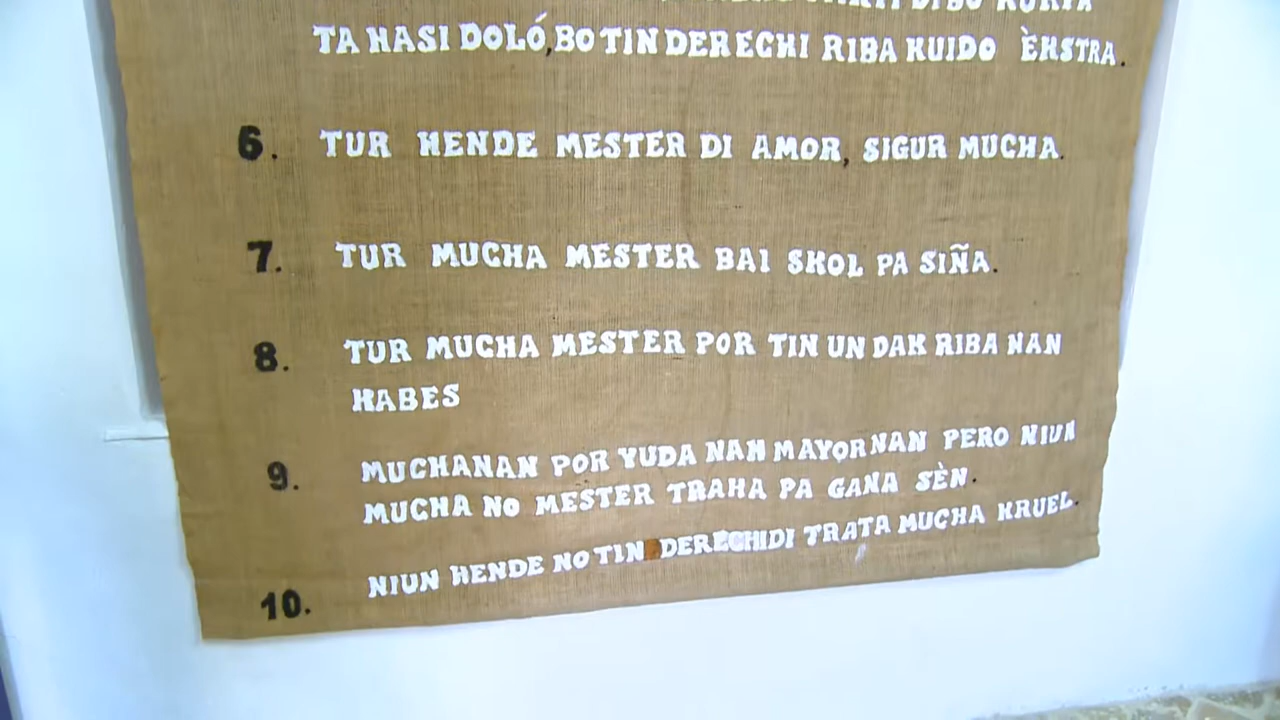 TA NASI DOLÓ, BO TIN DERECHI RIBA KUIDO ÈKSTRA.
6. TUR HENDE MESTER DI AMOR, SIGUR MUCHA.
7. TUR MUCHA MESTER BAI SKOL PA SIÑA.
8. TUR MUCHA MESTER POR TIN UN DAK RIBA NAN
KABES
9. MUCHANAN POR YUDA NAN MAYORNAN PERO NIUN
MUCHA NO MESTER TRAHA PA GANA SÈN.
10. NIUN HENDE NO TIN DERECHI DI TRATA MUCHA KRUEL.